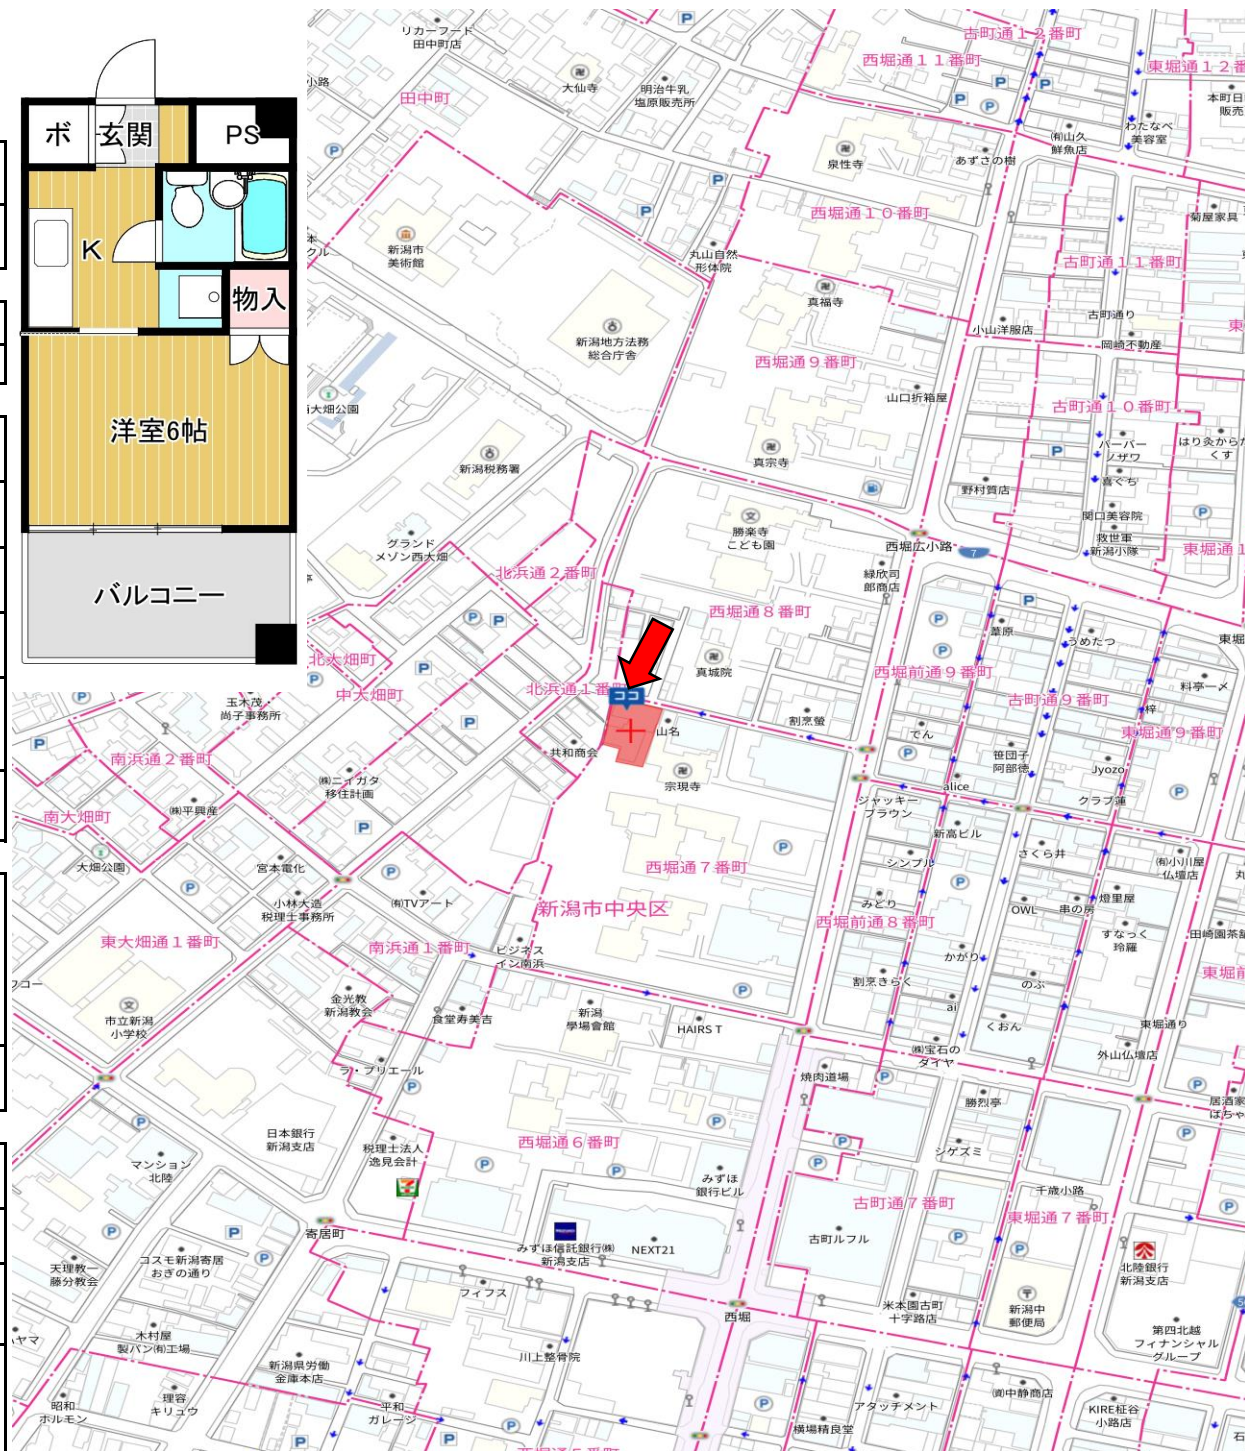 ボ
玄関
PS
K
物入
洋室6帖
バルコニー
リカーフード
田中町店
古町通12番町
西堀通11番町
東堀通12番
小路
大仙寺
明治牛乳
塩原販売所
田中町
本町日
販売
わたなべ
美容室
㈲山久
鮮魚店
泉性寺
あずさの樹
西堀通10番町
菊屋家具
新潟市
美術館
クル
丸山自然
形体院
古町通11番町
真福寺
古町通り
小山洋服店
岡崎不動産
新潟地方法務
総合庁舎
西堀通9番町
山口折箱屋
大畑公園
古町通10番町
バーバー
ノザワ
はり灸からだ
くす
真宗寺
新潟税務署
喜ぐち
野村質店
関口美容院
勝楽寺
こども園
救世軍
新潟小隊
西堀広小路
7
東堀通1
グランド
メゾン西大畑
北浜通2番町
緑欣司
郎商店
西堀通8番町
葦原
うめたつ
東堀
北大畑町
真城院
西堀前通9番町
料亭一〆
中大畑町
北浜通1番町
ココ
古町通9番町
梓
玉木茂
尚子事務所
割烹螢
山名
でん
東堀通9番町
共和商会
笹団子
阿部徳
南浜通2番町
宗現寺
Jyozo
㈱ニイガタ
移住計画
alice
ジャッキー
ブラウン
クラブ蓮
㈱平興産
南大畑町
新高ビル
さくら井
大畑公園
宮本電化
西堀通7番町
シンプル
㈲小川屋
仏壇店
丸
小林大造
税理士事務所
㈲TVアート
新潟市中央区
みどり
OWL
串の房
燈里屋
西堀前通8番町
すなっく
玲羅
田崎園茶舗
東大畑通1番町
南浜通1番町
ビジネス
イン南浜
かがり
東堀前
フコー
割烹きらく
のぶ
金光教
新潟教会
市立新潟
小学校
食堂寿美吉
新潟
學場會館
HAIRS T
ai
くおん
東堀通り
㈱宝石の
ダイヤ
外山仏壇店
ラ・プリエール
焼肉道場
勝烈亭
居酒家
ばちゃ
日本銀行
新潟支店
税理士法人
逸見会計
西堀通6番町
シゲズミ
マンション
北陸
みずほ
銀行ビル
千歳小路
古町通7番町
東堀通7番町
寄居町
古町ルフル
コスモ新潟寄居
おぎの通り
みずほ信託銀行㈱
新潟支店
NEXT21
北陸銀行
新潟支店
天理教一
藤分教会
フィフス
米本園古町
十字路店
新潟中
郵便局
西堀
ヤマ
木村屋
製パン㈲工場
第四北越
フィナンシャル
グループ
新潟県労働
金庫本店
川上整骨院
理容
キリュウ
昭和
ホルモン
平和
ガレージ
アタッチメント
㈲中静商店
KIRE柾谷
小路店
横場精良堂
石